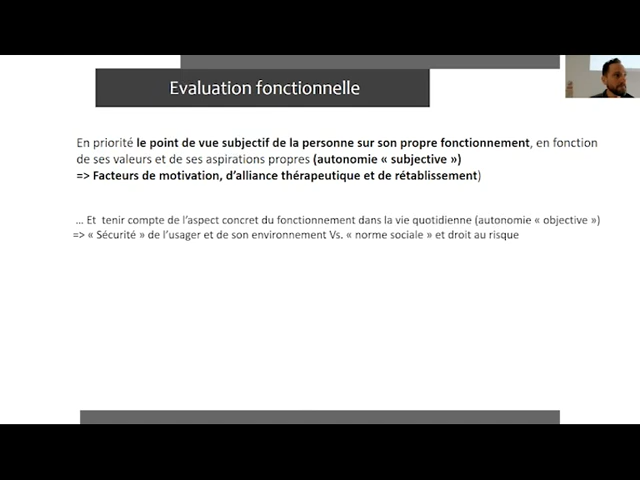 Evaluation fonctionnelle
En priorité le point de vue subjectif de la personne sur son propre fonctionnement, en fonction
de ses valeurs et de ses aspirations propres (autonomie « subjective »)
=> Facteurs de motivation, d’alliance thérapeutique et de rétablissement)
... Et  tenir compte de l’aspect concret du fonctionnement dans la vie quotidienne (autonomie « objective »)
=> « Sécurité » de l’usager et de son environnement Vs. « norme sociale » et droit au risque